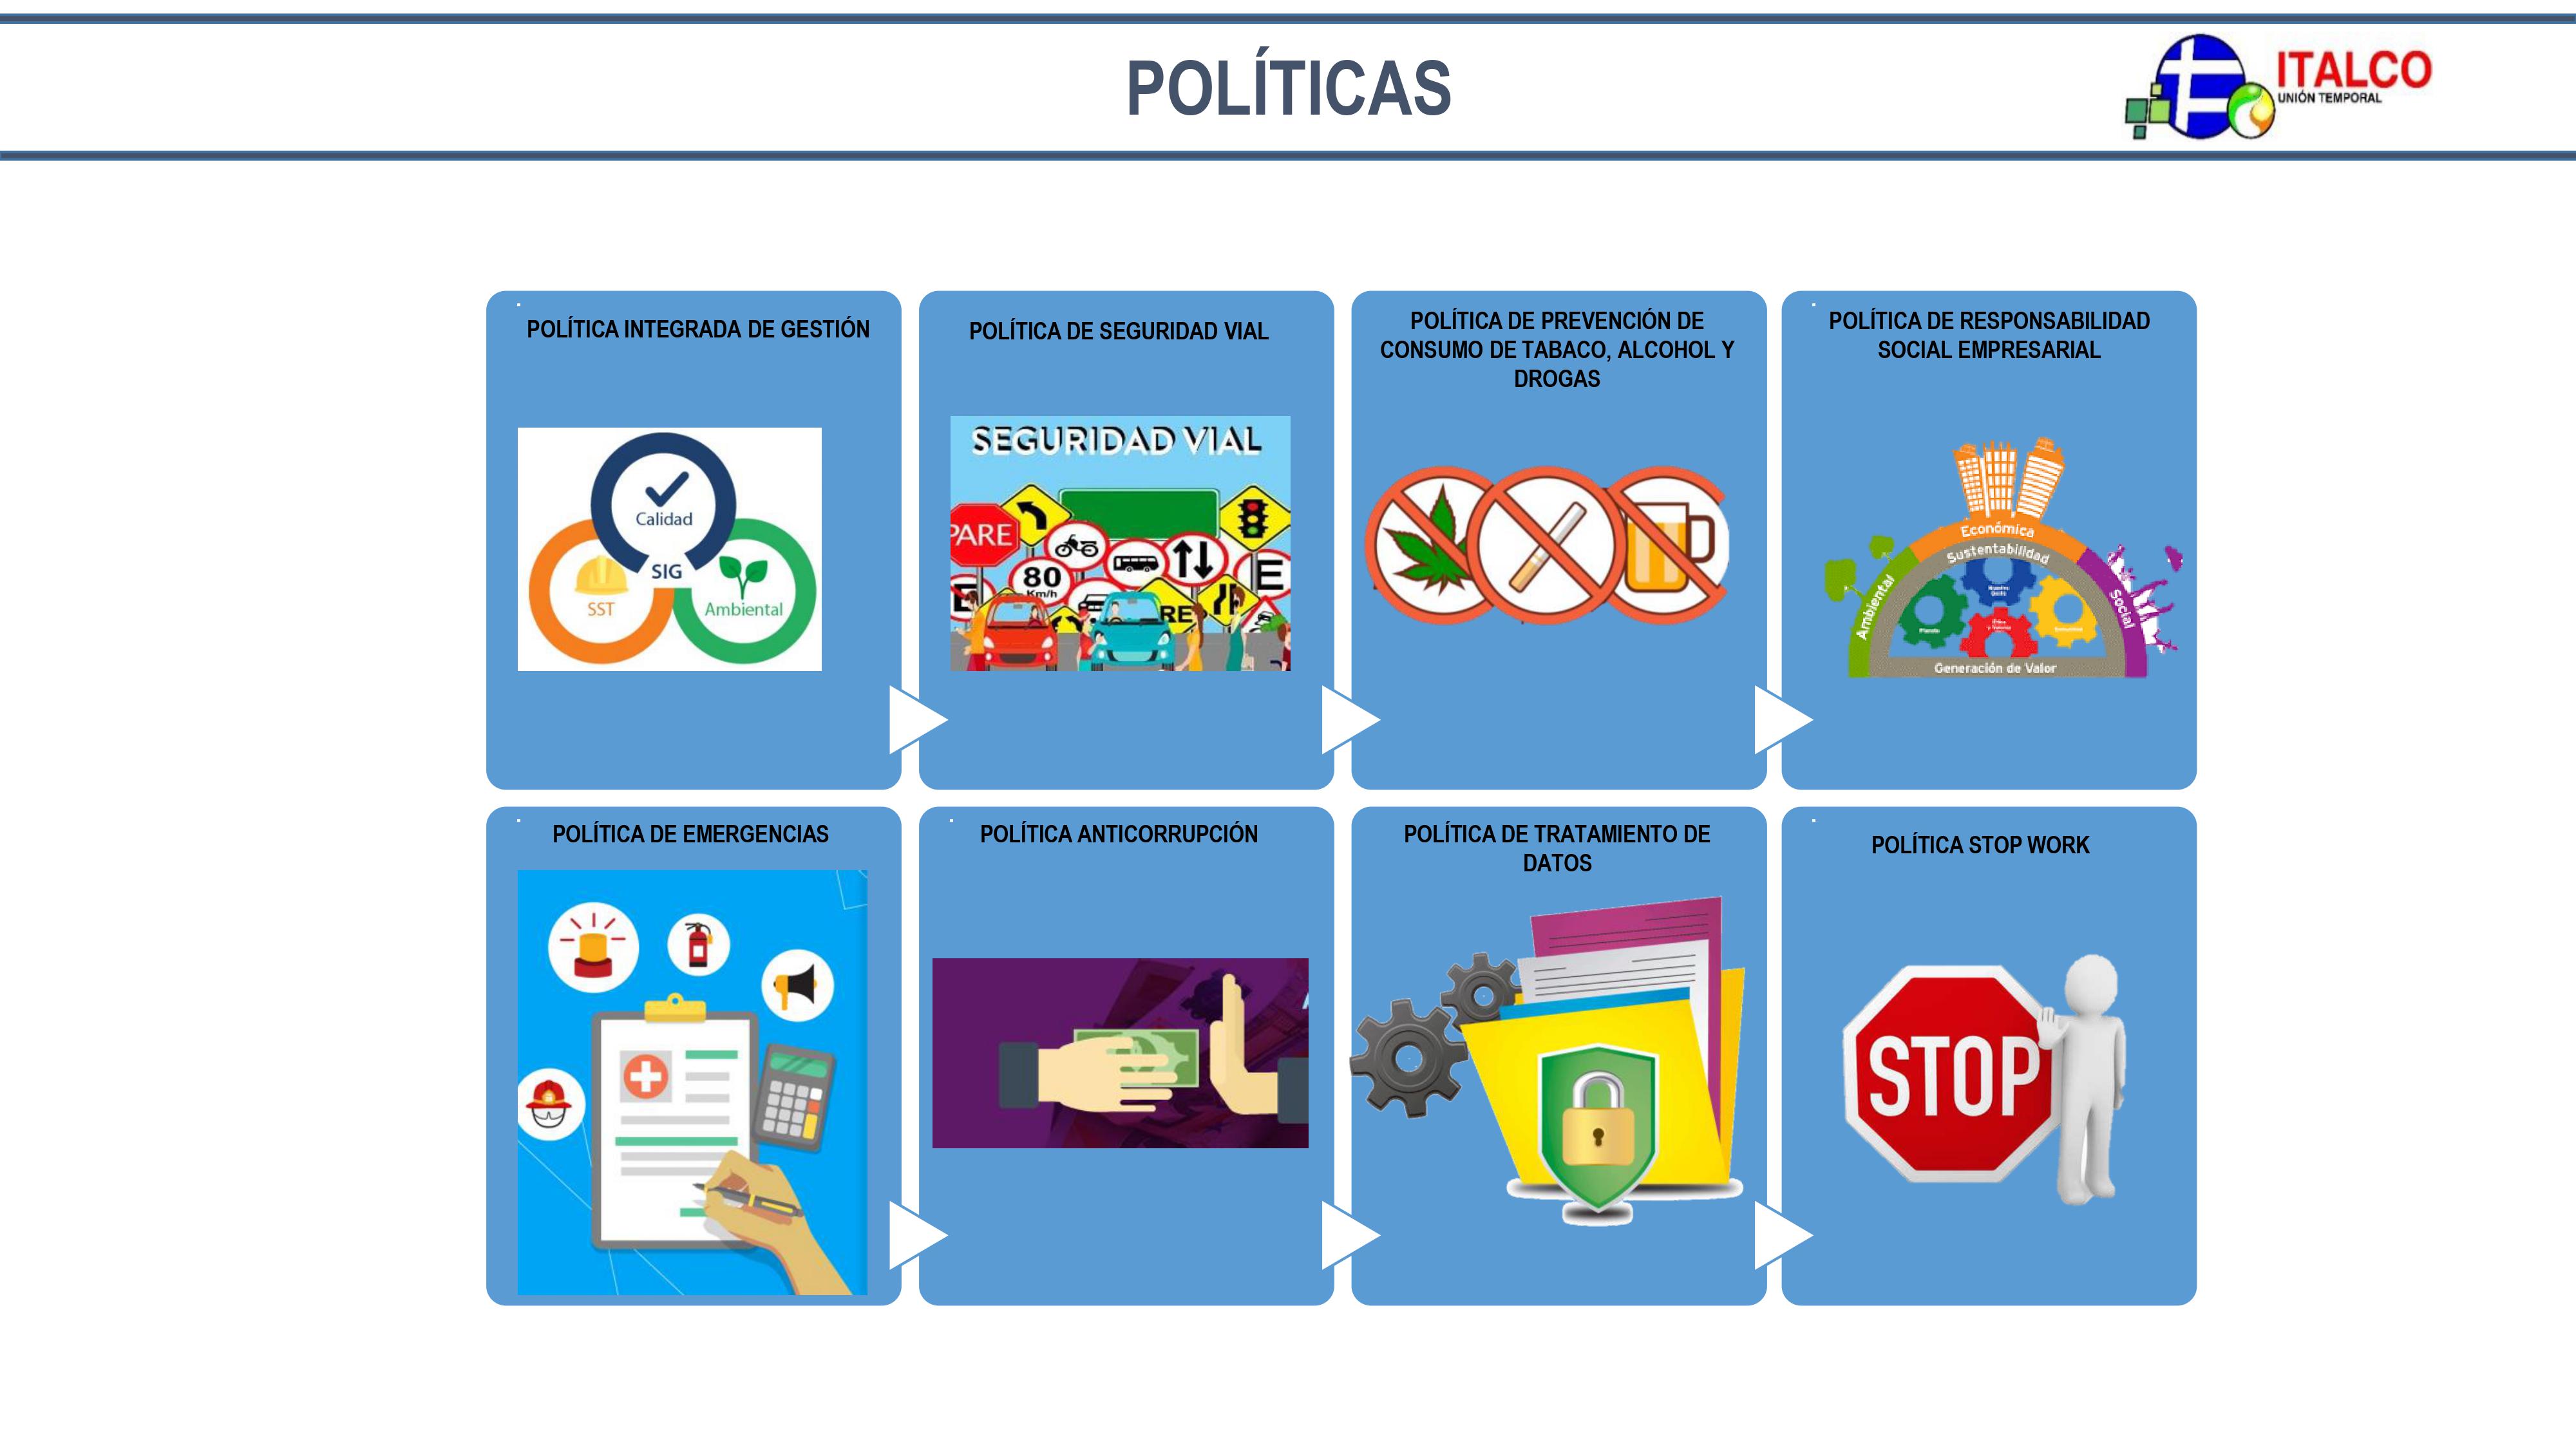 POLÍTICAS
ITALCO
UNIÓN TEMPORAL
POLÍTICA INTEGRADA DE GESTIÓN
Calidad
SIG
SST
Ambiental
POLÍTICA DE SEGURIDAD VIAL
SEGURIDAD VIAL
PARE
80
Km/h
E
E
RE
POLÍTICA DE PREVENCIÓN DE
CONSUMO DE TABACO, ALCOHOL Y
DROGAS
POLÍTICA DE RESPONSABILIDAD
SOCIAL EMPRESARIAL
Económica
Sustentabilidad
Ambiental
Social
Generación de Valor
POLÍTICA DE EMERGENCIAS
POLÍTICA ANTICORRUPCIÓN
POLÍTICA DE TRATAMIENTO DE
DATOS
POLÍTICA STOP WORK
STOP